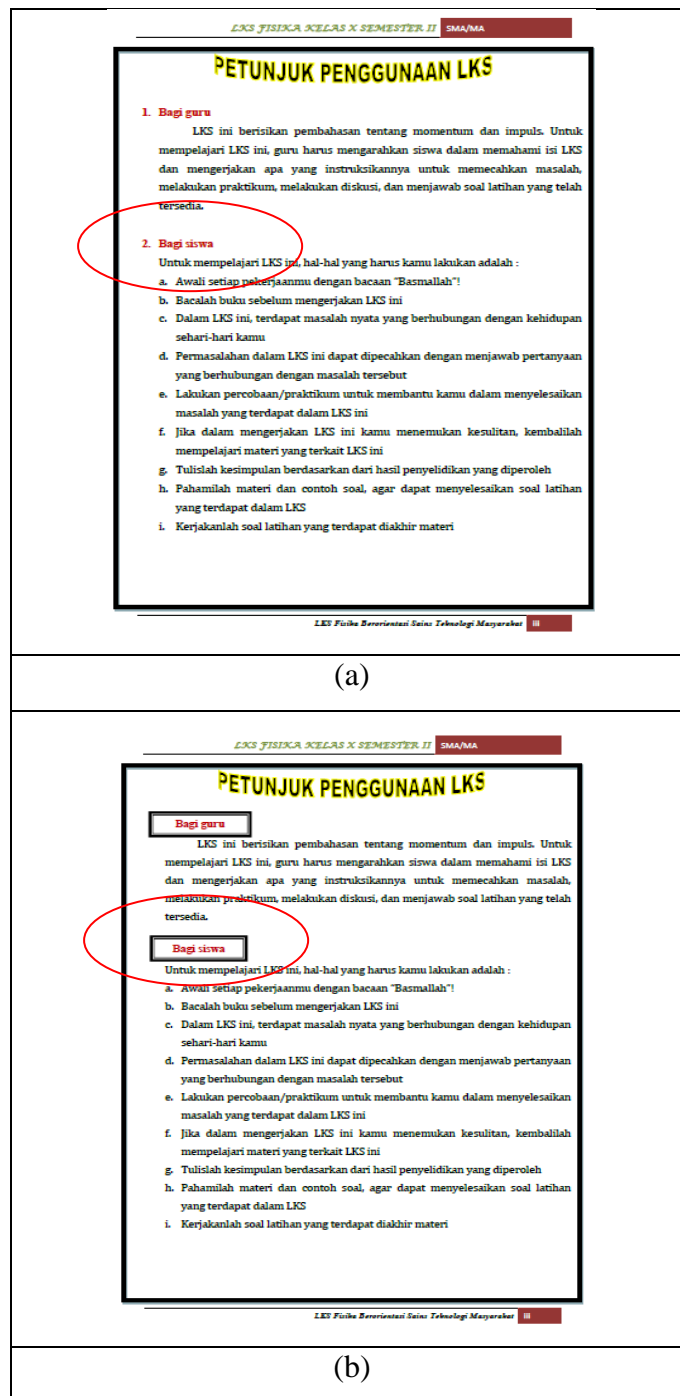 LKS FISIKA KELAS X SEMESTER II SMA/MA
PETUNJUK PENGGUNAAN LKS
1. Bagi guru
LKS ini berisikan pembahasan tentang momentum dan impuls. Untuk
mempelajari LKS ini, guru harus mengarahkan siswa dalam memahami isi LKS
dan mengerjakan apa yang instruksikannya untuk memecahkan masalah,
melakukan praktikum, melakukan diskusi, dan menjawab soal latihan yang telah
tersedia.
2. Bagi siswa
Untuk mempelajari LKS ini, hal-hal yang harus kamu lakukan adalah :
a. Awali setiap pekerjaanmu dengan bacaan "Basmallah"!
b. Bacalah buku sebelum mengerjakan LKS ini
c. Dalam LKS ini, terdapat masalah nyata yang berhubungan dengan kehidupan
sehari-hari kamu
d. Permasalahan dalam LKS ini dapat dipecahkan dengan menjawab pertanyaan
yang berhubungan dengan masalah tersebut
e. Lakukan percobaan/praktikum untuk membantu kamu dalam menyelesaikan
masalah yang terdapat dalam LKS ini
f. Jika dalam mengerjakan LKS ini kamu menemukan kesulitan, kembalilah
mempelajari materi yang terkait LKS ini
g. Tulislah kesimpulan berdasarkan dari hasil penyelidikan yang diperoleh
h. Pahamilah materi dan contoh soal, agar dapat menyelesaikan soal latihan
yang terdapat dalam LKS
i. Kerjakanlah soal latihan yang terdapat diakhir materi
LKS Fisika Berorientasi Sains Teknologi Masyarakat iii
(a)
LKS FISIKA KELAS X SEMESTER II SMA/MA
PETUNJUK PENGGUNAAN LKS
Bagi guru
LKS ini berisikan pembahasan tentang momentum dan impuls. Untuk
mempelajari LKS ini, guru harus mengarahkan siswa dalam memahami isi LKS
dan mengerjakan apa yang instruksikannya untuk memecahkan masalah,
melakukan praktikum, melakukan diskusi, dan menjawab soal latihan yang telah
tersedia.
Bagi siswa
Untuk mempelajari LKS ini, hal-hal yang harus kamu lakukan adalah :
a. Awali setiap pekerjaanmu dengan bacaan "Basmallah"!
b. Bacalah buku sebelum mengerjakan LKS ini
c. Dalam LKS ini, terdapat masalah nyata yang berhubungan dengan kehidupan
sehari-hari kamu
d. Permasalahan dalam LKS ini dapat dipecahkan dengan menjawab pertanyaan
yang berhubungan dengan masalah tersebut
e. Lakukan percobaan/praktikum untuk membantu kamu dalam menyelesaikan
masalah yang terdapat dalam LKS ini
f. Jika dalam mengerjakan LKS ini kamu menemukan kesulitan, kembalilah
mempelajari materi yang terkait LKS ini
g. Tulislah kesimpulan berdasarkan dari hasil penyelidikan yang diperoleh
h. Pahamilah materi dan contoh soal, agar dapat menyelesaikan soal latihan
yang terdapat dalam LKS
i. Kerjakanlah soal latihan yang terdapat diakhir materi
LKS Fisika Berorientasi Sains Teknologi Masyarakat iii
(b)